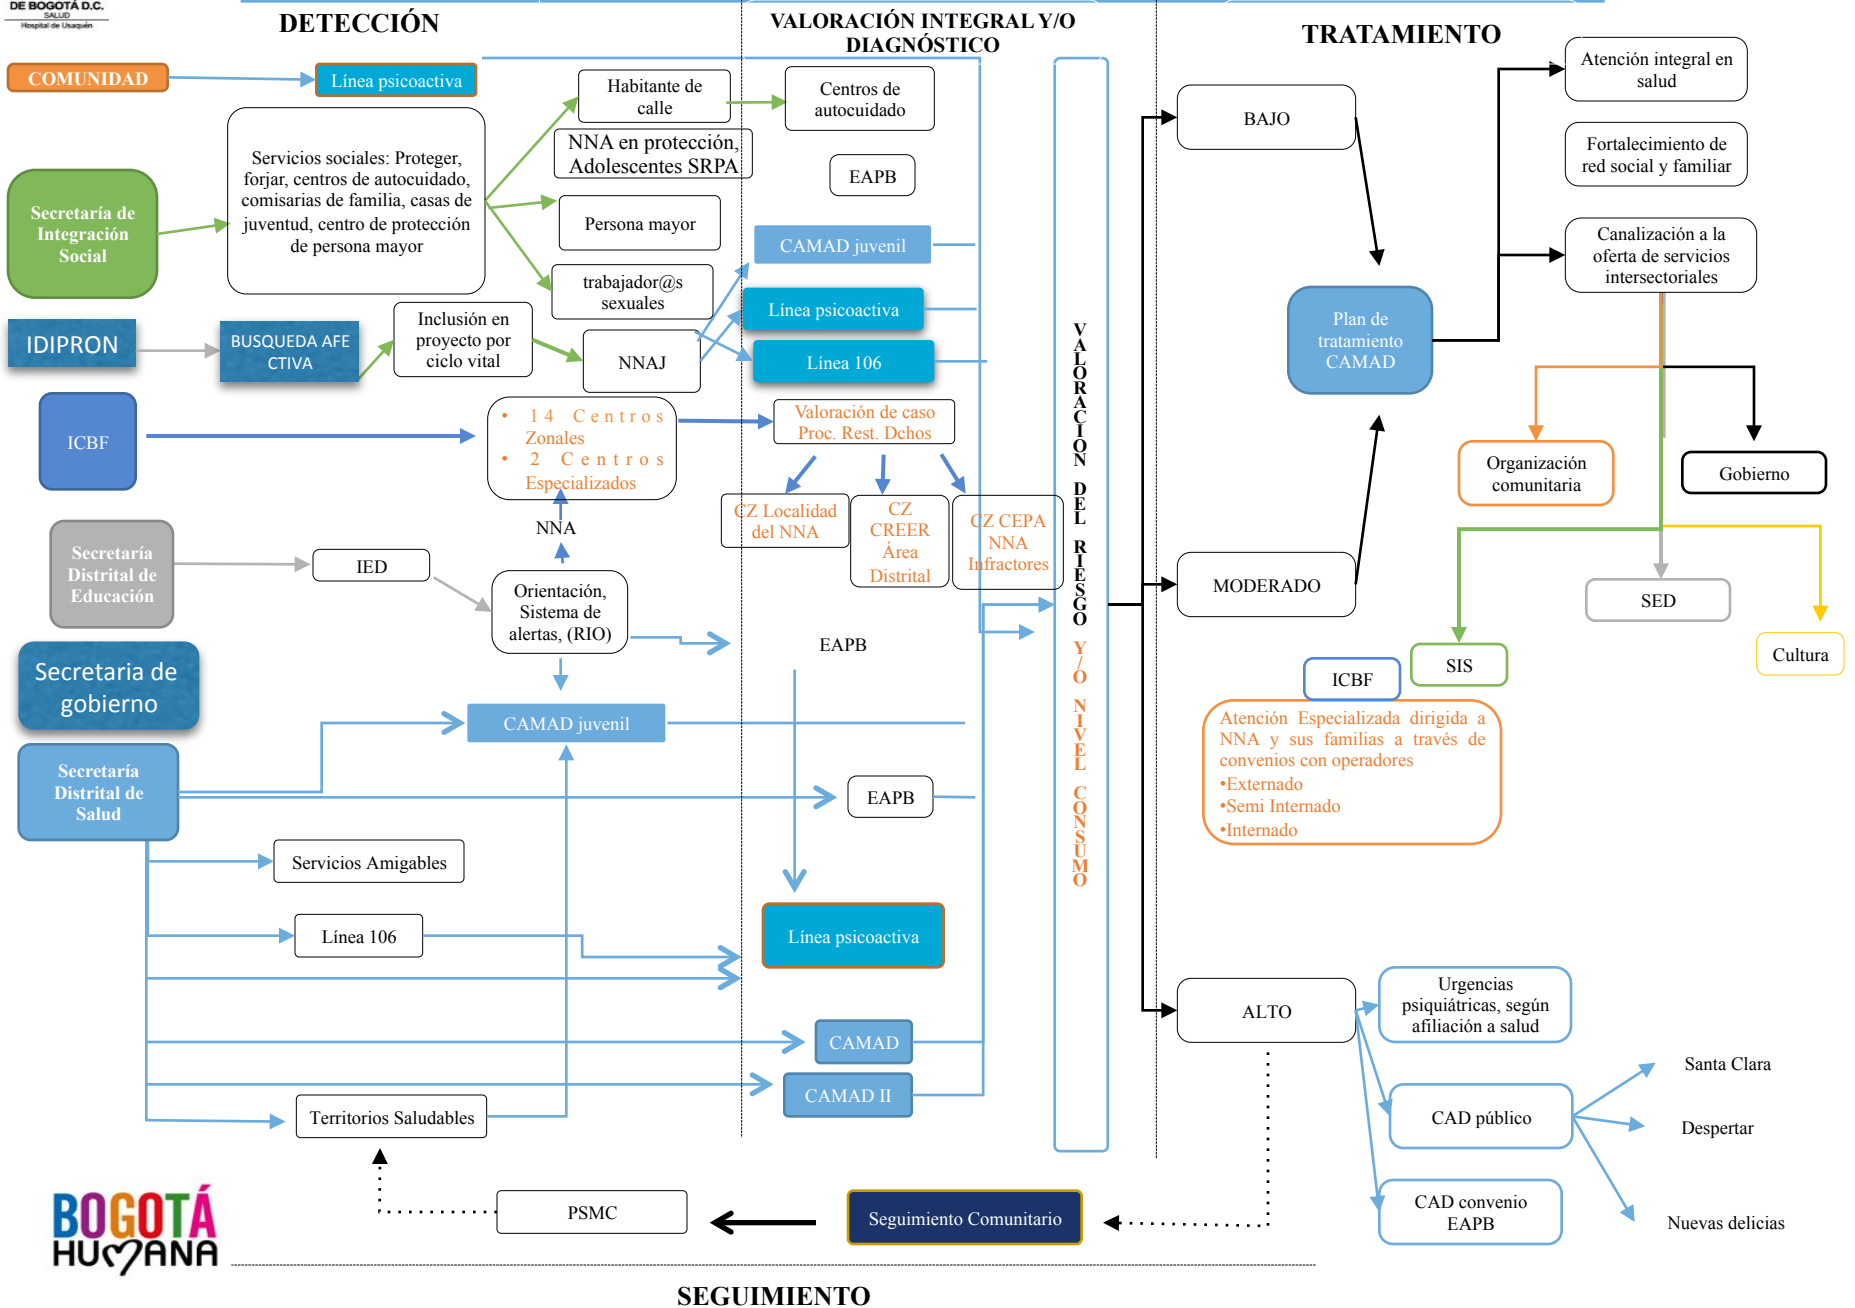 DE BOGOTÁ D.C.
SALUD
Hospital de Usaquén
DETECCIÓN
VALORACIÓN INTEGRAL Y/O
DIAGNÓSTICO
TRATAMIENTO
COMUNIDAD
Línea psicoactiva
Habitante de
calle
Centros de
autocuidado
NNA en protección,
Adolescentes SRPA
EAPB
Servicios sociales: Proteger,
forjar, centros de autocuidado,
comisarias de familia, casas de
juventud, centro de protección
de persona mayor
Secretaría de
Integración
Social
Persona mayor
trabajador@s
sexuales
CAMAD juvenil
Línea psicoactiva
Línea 106
IDIPRON
BUSQUEDA AFE
CTIVA
Inclusión en
proyecto por
ciclo vital
NNAJ
ICBF
• 14 Centros
Zonales
• 2 Centros
Especializados
Valoración de caso
Proc. Rest. Dchos
CZ Localidad
del NNA
CZ
CREER
Área
Distrital
CZ CEPA
NNA
Infractores
NNA
Secretaría
Distrital de
Educación
IED
Orientación,
Sistema de
alertas, (RIO)
EAPB
Secretaria de
gobierno
CAMAD juvenil
Secretaría
Distrital de
Salud
EAPB
Servicios Amigables
Línea 106
Línea psicoactiva
CAMAD
CAMAD II
Territorios Saludables
VALORACION DEL RIESGO Y/O NIVEL CONSUMO
BAJO
MODERADO
ALTO
Plan de
tratamiento
CAMAD
Atención integral en
salud
Fortalecimiento de
red social y familiar
Canalización a la
oferta de servicios
intersectoriales
Organización
comunitaria
Gobierno
SED
SIS
Cultura
ICBF
Atención Especializada dirigida a
NNA y sus familias a través de
convenios con operadores
•Externado
•Semi Internado
•Internado
Urgencias
psiquiátricas, según
afiliación a salud
CAD público
CAD convenio
EAPB
Santa Clara
Despertar
Nuevas delicias
PSMC
Seguimiento Comunitario
BOGOTÁ
HUMANA
SEGUIMIENTO